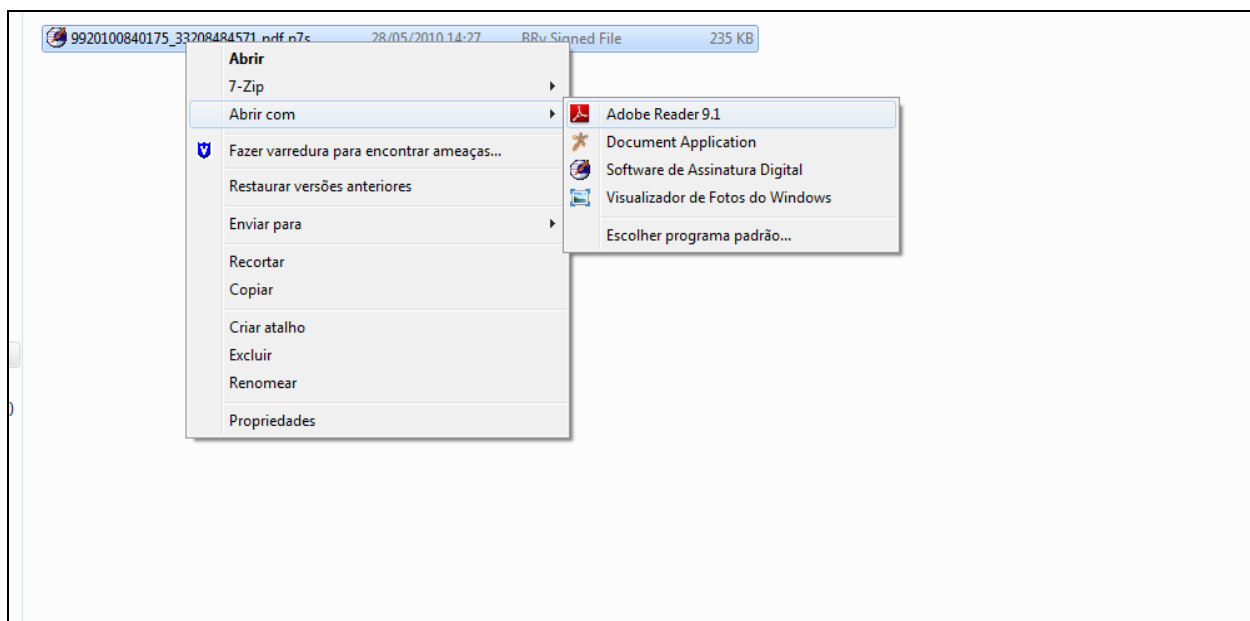 9920100840175_33208484571.pdf.p7s 28/05/2010 14:27 BRy Signed File 235 KB
Abrir
7-Zip
Abrir com
Adobe Reader 9.1
Document Application
Software de Assinatura Digital
Visualizador de Fotos do Windows
Escolher programa padrão...
Fazer varredura para encontrar ameaças...
Restaurar versões anteriores
Enviar para
Recortar
Copiar
Criar atalho
Excluir
Renomear
Propriedades
)